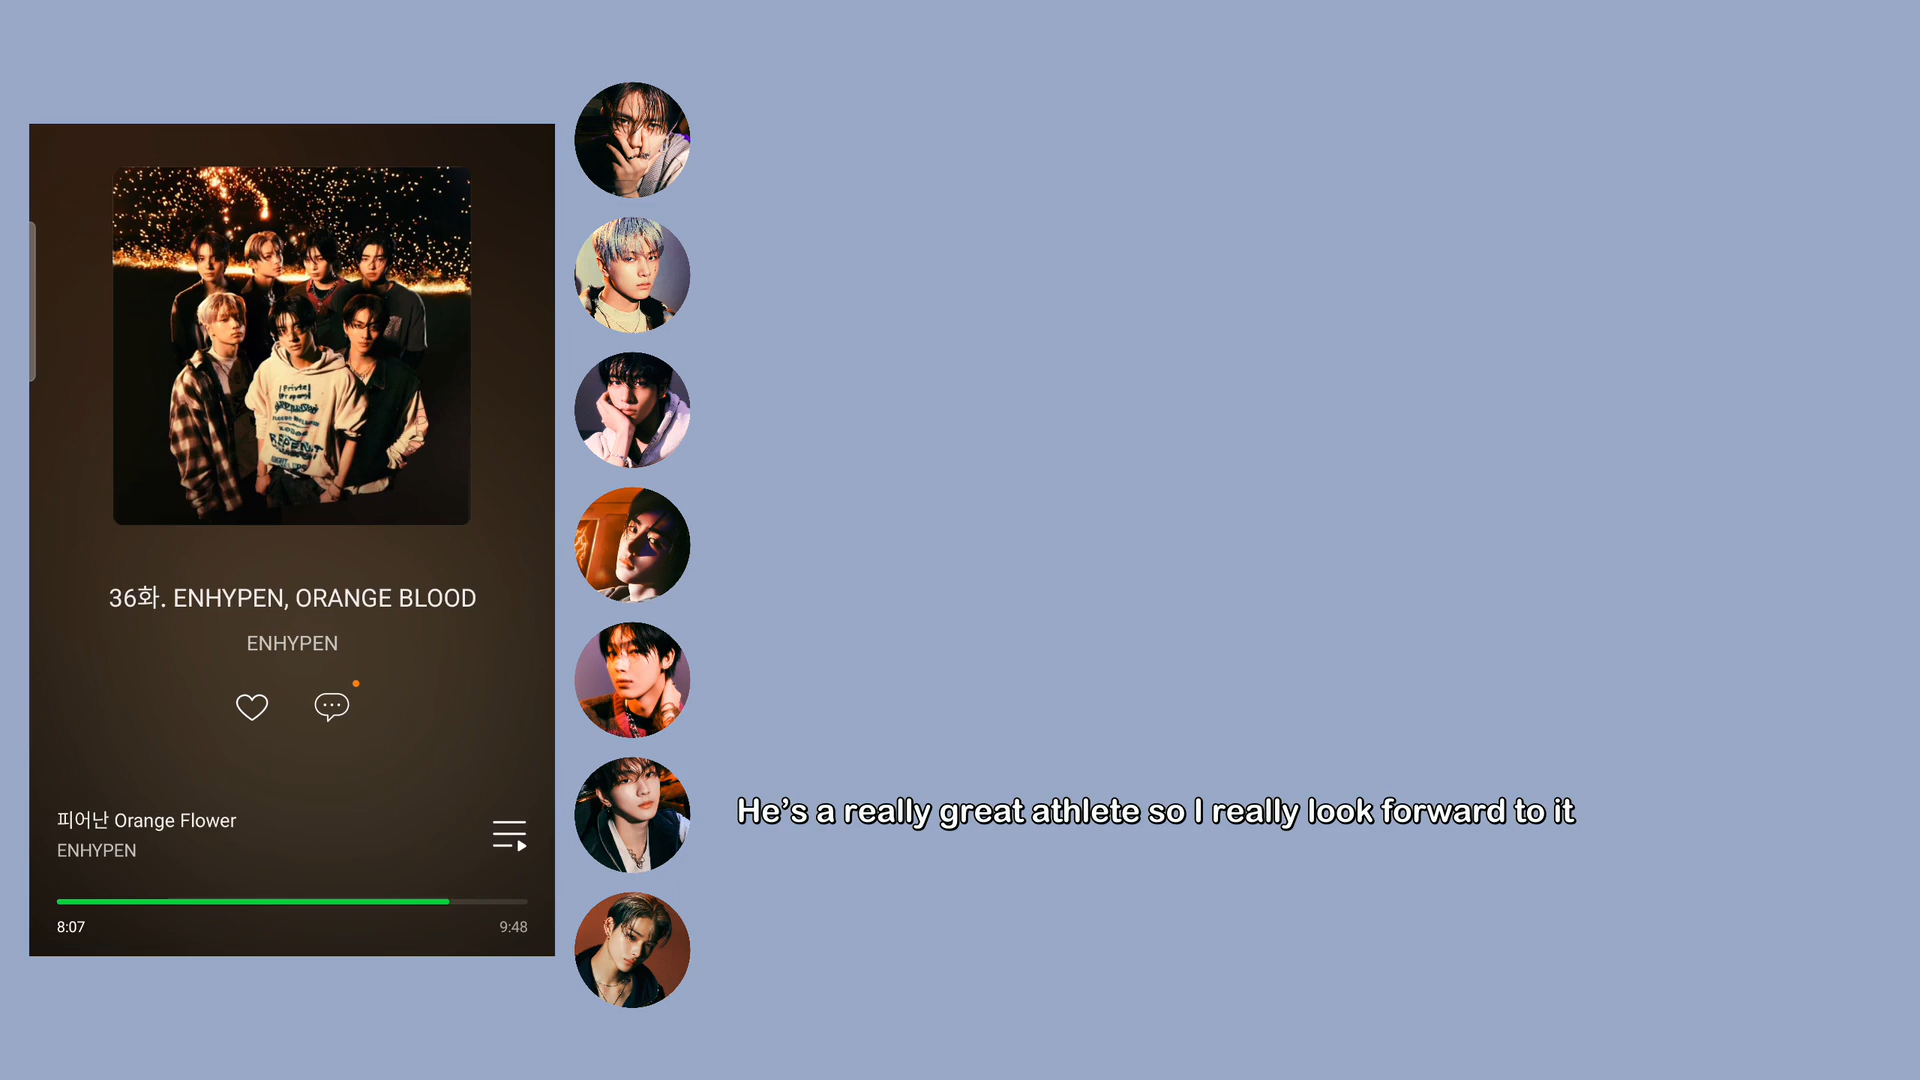 36화. ENHYPEN, ORANGE BLOOD
ENHYPEN
피어난 Orange Flower
ENHYPEN
8:07
9:48
He's a really great athlete so I really look forward to it